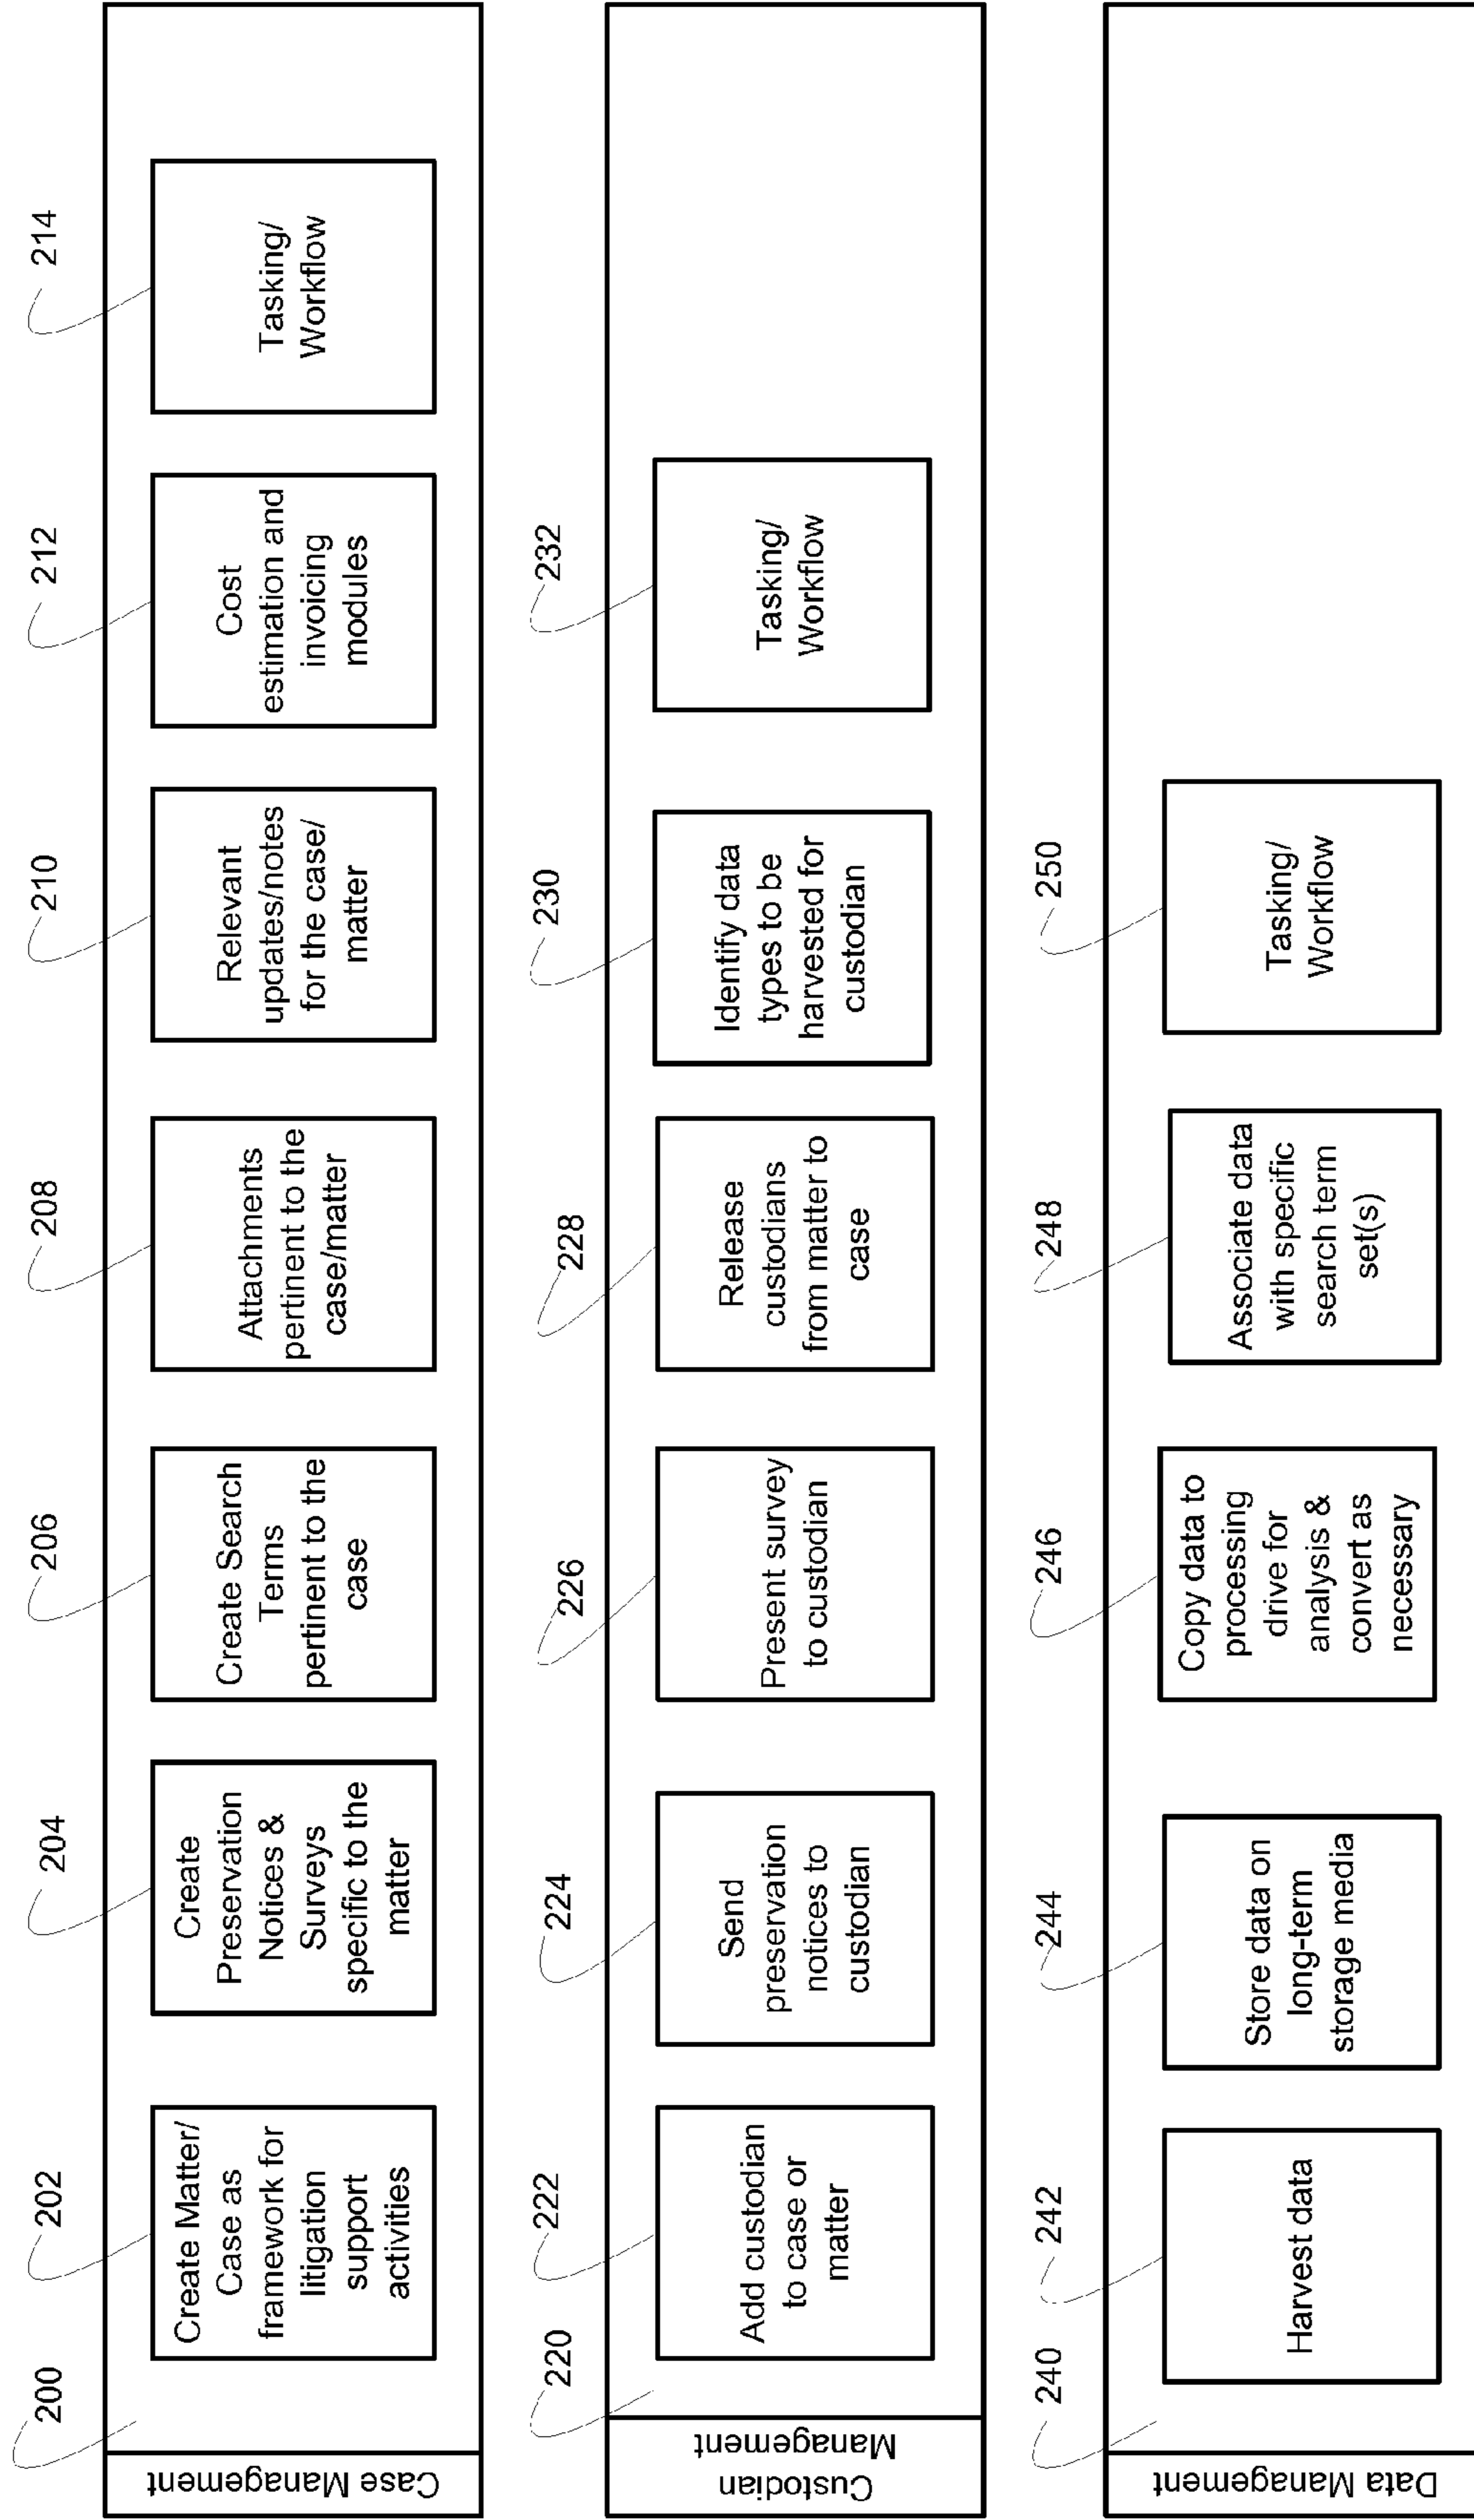 Case Management
200
202
Create Matter/
Case as
framework for
litigation
support
activities
204
Create
Preservation
Notices &
Surveys
specific to the
matter
206
Create Search
Terms
pertinent to the
case
208
Attachments
pertinent to the
case/matter
210
Relevant
updates/notes
for the case/
matter
212
Cost
estimation and
invoicing
modules
214
Tasking/
Workflow
Custodian
Management
220
222
Add custodian
to case or
matter
224
Send
preservation
notices to
custodian
226
Present survey
to custodian
228
Release
custodians
from matter to
case
230
Identify data
types to be
harvested for
custodian
232
Tasking/
Workflow
Data Management
240
242
Harvest data
244
Store data on
long-term
storage media
246
Copy data to
processing
drive for
analysis &
convert as
necessary
248
Associate data
with specific
search term
set(s)
250
Tasking/
Workflow